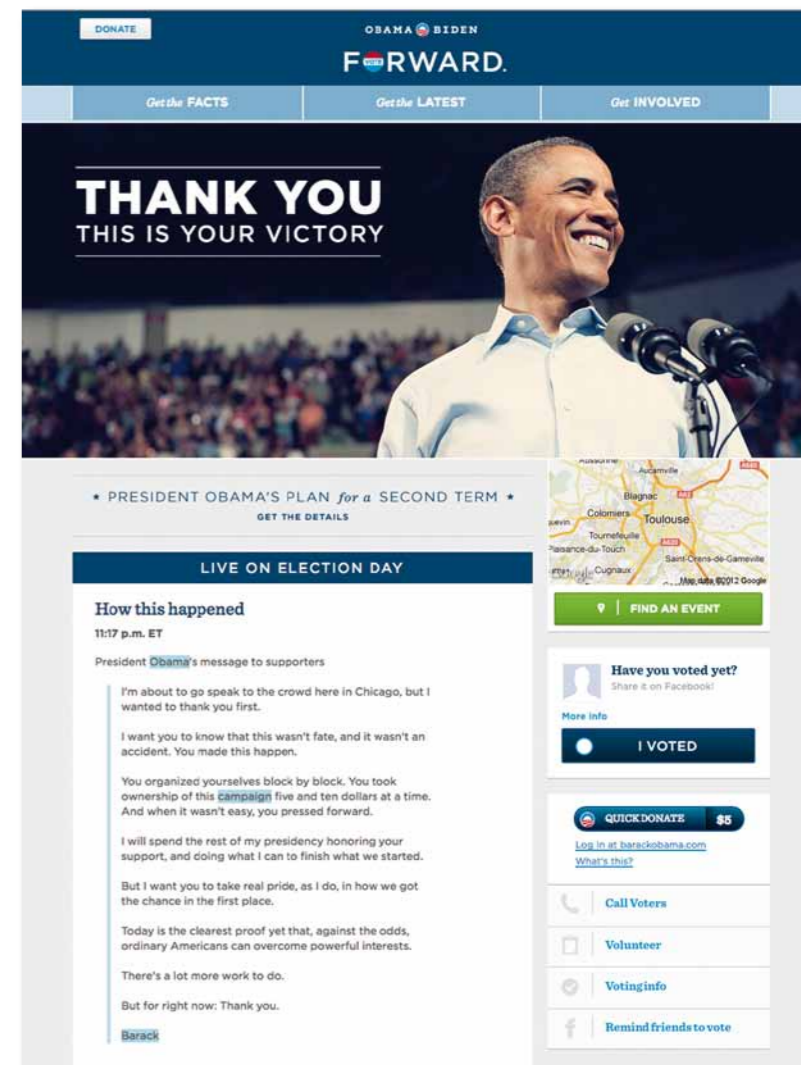 DONATE
OBAMA BIDEN
FORWARD.
VOTE
Get the FACTS
Get the LATEST
Get INVOLVED
THANK YOU
THIS IS YOUR VICTORY
★ PRESIDENT OBAMA'S PLAN for a SECOND TERM ★
GET THE DETAILS
LIVE ON ELECTION DAY
How this happened
11:17 p.m. ET
President Obama's message to supporters
I'm about to go speak to the crowd here in Chicago, but I
wanted to thank you first.
I want you to know that this wasn't fate, and it wasn't an
accident. You made this happen.
You organized yourselves block by block. You took
ownership of this campaign five and ten dollars at a time.
And when it wasn't easy, you pressed forward.
I will spend the rest of my presidency honoring your
support, and doing what I can to finish what we started.
But I want you to take real pride, as I do, in how we got
the chance in the first place.
Today is the clearest proof yet that, against the odds,
ordinary Americans can overcome powerful interests.
There's a lot more work to do.
But for right now: Thank you.
Barack
Aucamville
Blagnac
Colomiers
Toulouse
Tournefeuille
Plaisance-du-Touch
Saint-Orens-de-Gameville
Cugnaux
Map data ©2012 Google
FIND AN EVENT
Have you voted yet?
Share it on Facebook!
More info
I VOTED
QUICK DONATE $5
Log in at barackobama.com
What's this?
Call Voters
Volunteer
Voting info
Remind friends to vote